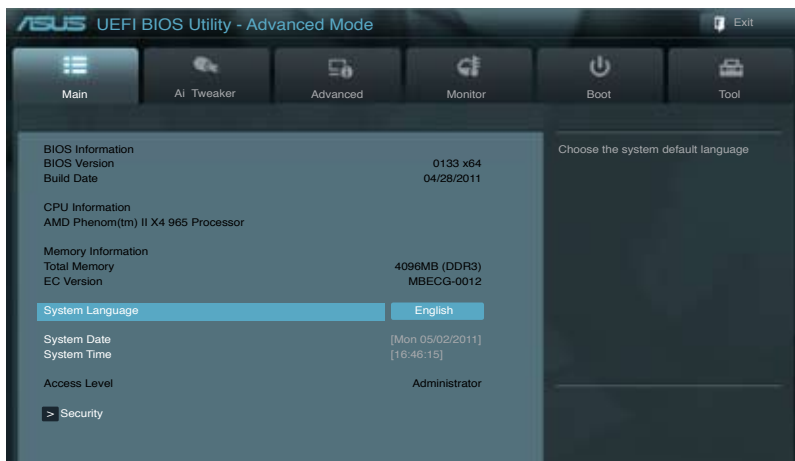 ASUS UEFI BIOS Utility - Advanced Mode
Exit
Main Ai Tweaker Advanced Monitor Boot Tool
BIOS Information
BIOS Version 0133 x64
Build Date 04/28/2011
CPU Information
AMD Phenom(tm) II X4 965 Processor
Memory Information
Total Memory 4096MB (DDR3)
EC Version MBECG-0012
System Language English
System Date [Mon 05/02/2011]
System Time [16:46:15]
Access Level Administrator
> Security
Choose the system default language